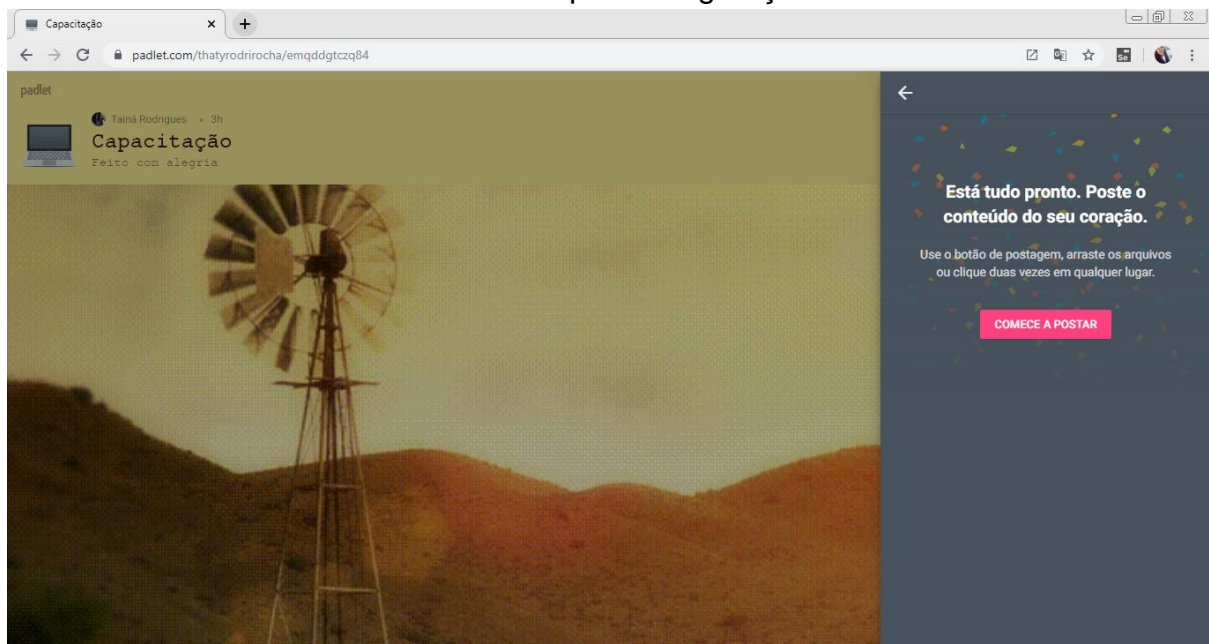 Capacitação
padlet.com/thatyrodrirocha/emqddgtczq84
padlet
Tainá Rodrigues • 3h
Capacitação
Feito com alegria
Está tudo pronto. Poste o
conteúdo do seu coração.
Use o botão de postagem, arraste os arquivos
ou clique duas vezes em qualquer lugar.
COMECE A POSTAR
Se